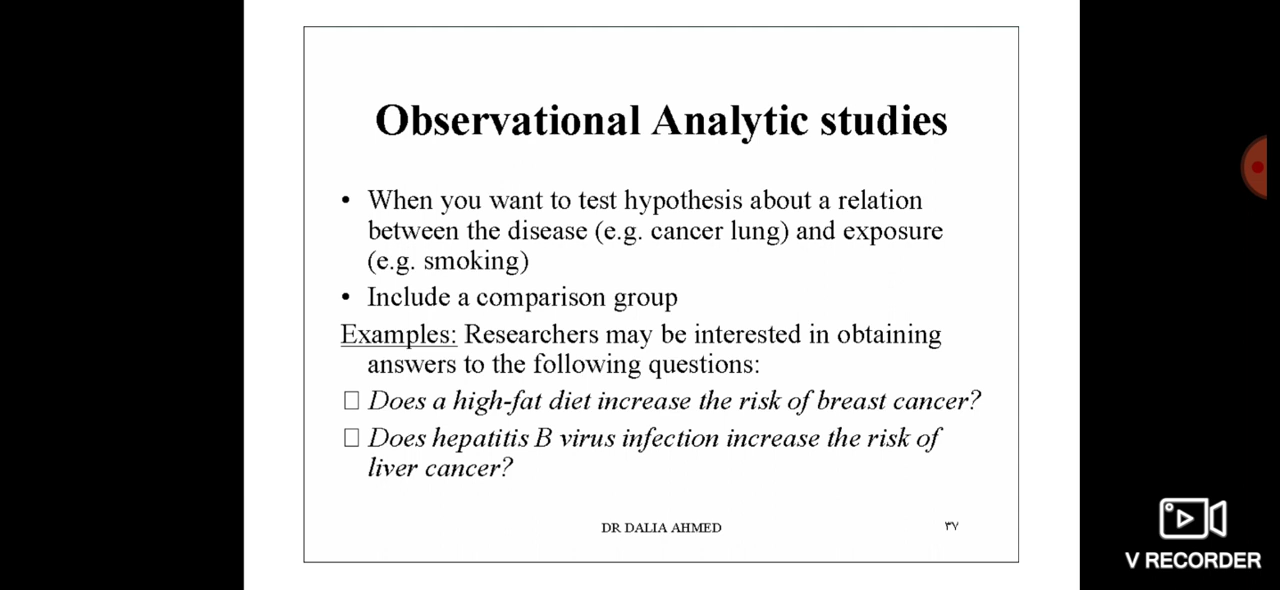 Observational Analytic studies
• When you want to test hypothesis about a relation
between the disease (e.g. cancer lung) and exposure
(e.g. smoking)
• Include a comparison group
Examples: Researchers may be interested in obtaining
answers to the following questions:
□ Does a high-fat diet increase the risk of breast cancer?
□ Does hepatitis B virus infection increase the risk of
liver cancer?
DR DALIA AHMED
٣٧
V RECORDER